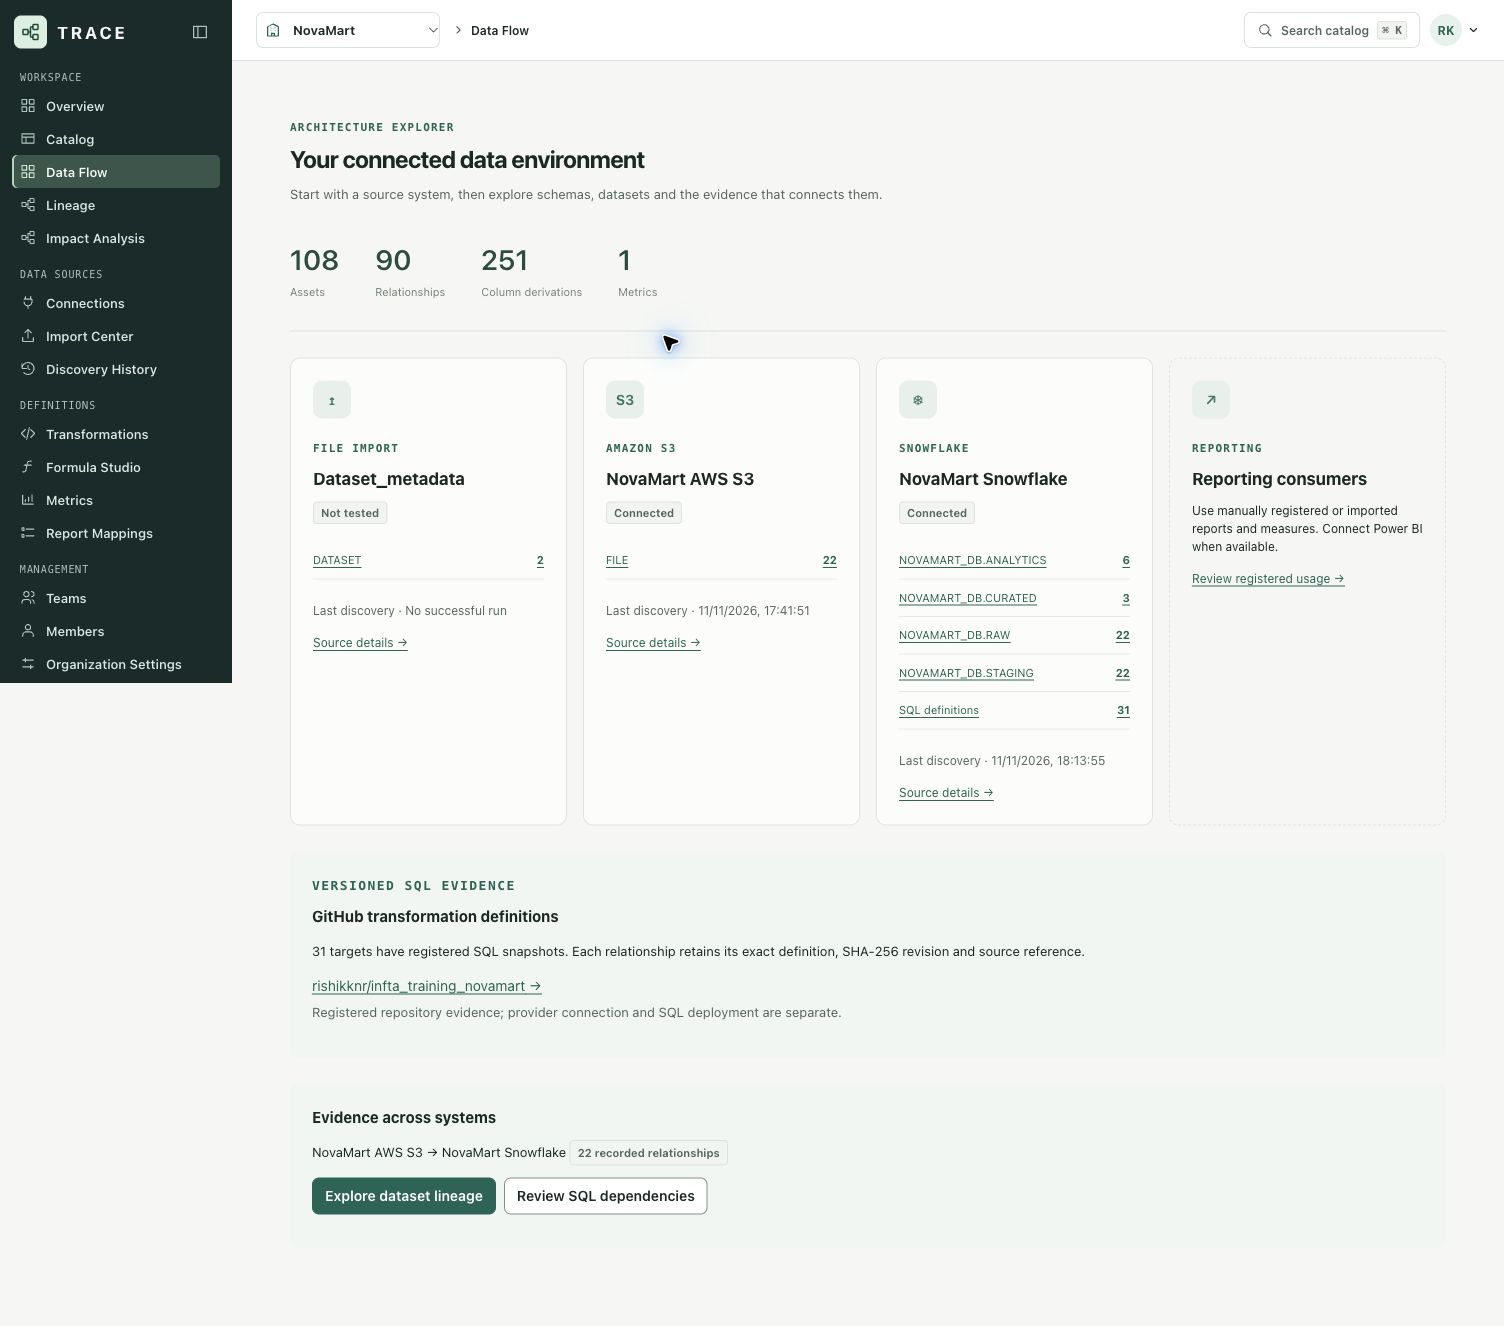 TRACE
WORKSPACE
Overview
Catalog
Data Flow
Lineage
Impact Analysis
DATA SOURCES
Connections
Import Center
Discovery History
DEFINITIONS
Transformations
Formula Studio
Metrics
Report Mappings
MANAGEMENT
Teams
Members
Organization Settings
NovaMart
Data Flow
Search catalog ⌘ K
RK
ARCHITECTURE EXPLORER
Your connected data environment
Start with a source system, then explore schemas, datasets and the evidence that connects them.
108 90 251 1
Assets Relationships Column derivations Metrics
↥
FILE IMPORT
Dataset_metadata
Not tested
DATASET 2
Last discovery · No successful run
Source details →
S3
AMAZON S3
NovaMart AWS S3
Connected
FILE 22
Last discovery · 11/11/2026, 17:41:51
Source details →
❄
SNOWFLAKE
NovaMart Snowflake
Connected
NOVAMART_DB.ANALYTICS 6
NOVAMART_DB.CURATED 3
NOVAMART_DB.RAW 22
NOVAMART_DB.STAGING 22
SQL definitions 31
Last discovery · 11/11/2026, 18:13:55
Source details →
↗
REPORTING
Reporting consumers
Use manually registered or imported
reports and measures. Connect Power BI
when available.
Review registered usage →
VERSIONED SQL EVIDENCE
GitHub transformation definitions
31 targets have registered SQL snapshots. Each relationship retains its exact definition, SHA-256 revision and source reference.
rishikknr/infta_training_novamart →
Registered repository evidence; provider connection and SQL deployment are separate.
Evidence across systems
NovaMart AWS S3 → NovaMart Snowflake 22 recorded relationships
Explore dataset lineage
Review SQL dependencies